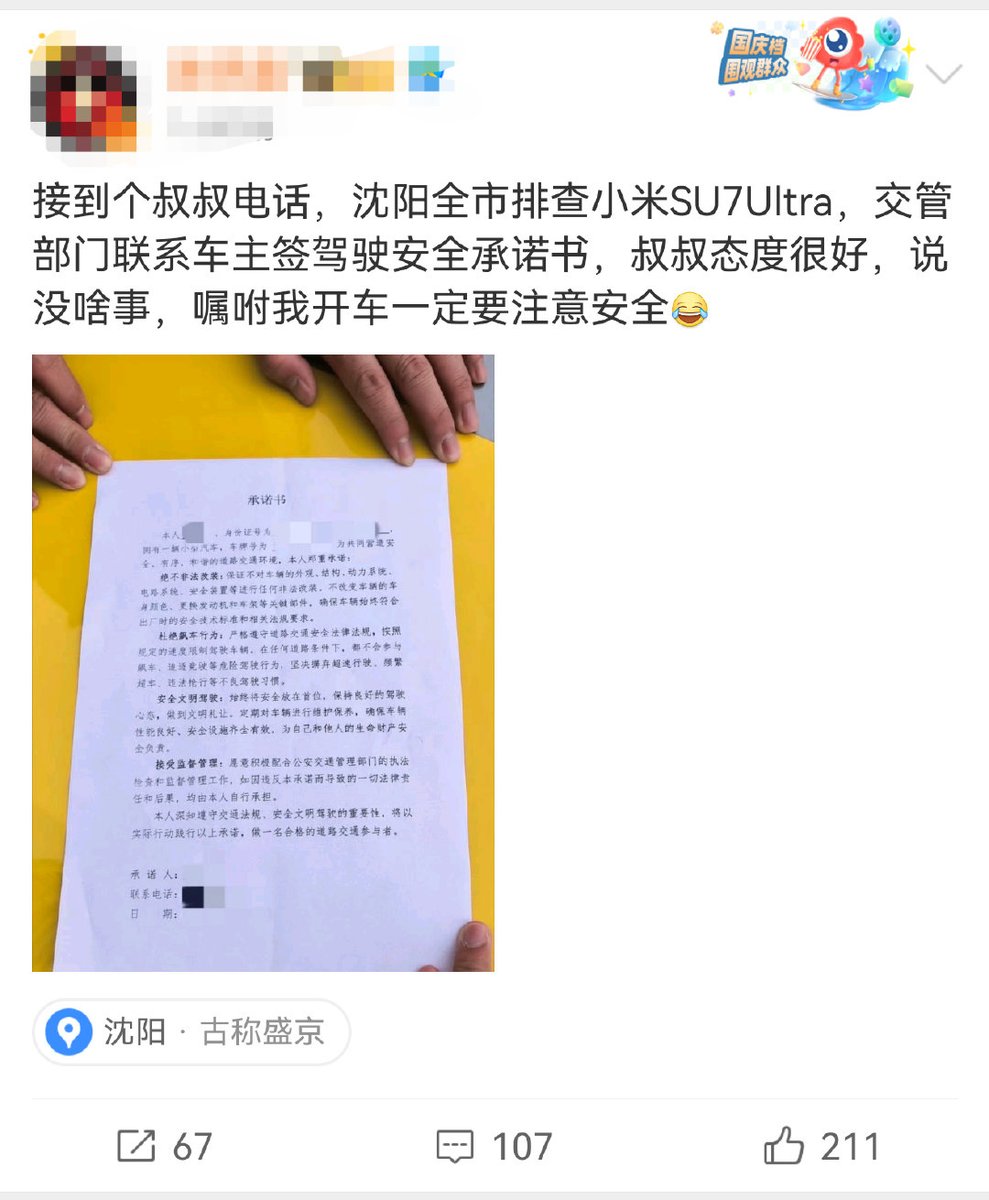 国庆档
围观群众
接到个叔叔电话，沈阳全市排查小米SU7Ultra，交管
部门联系车主签驾驶安全承诺书，叔叔态度很好，说
没啥事，嘱咐我开车一定要注意安全😂
承诺书
本人 、身份证号为
拥有一辆小型汽车，车牌号为 为共同营造安
全、有序、和谐的道路交通环境，本人郑重承诺：
绝不非法改装：保证不对车辆的外观、结构、动力系统、
电路系统、安全装置等进行任何非法改装，不改变车辆的车
身颜色、更换发动机和车架等关键部件，确保车辆始终符合
出厂时的安全技术标准和相关法规要求。
杜绝飙车行为：严格遵守道路交通安全法律法规，按照
规定的速度限制驾驶车辆，在任何道路条件下，都不会参与
飙车、追逐竞驶等危险驾驶行为，坚决摒弃超速行驶、频繁
超车、违法抢行等不良驾驶习惯。
安全文明驾驶：始终将安全放在首位，保持良好的驾驶
心态，做到文明礼让。定期对车辆进行维护保养，确保车辆
性能良好、安全设施齐全有效，为自己和他人的生命财产安
全负责。
接受监督管理：愿意积极配合公安交通管理部门的执法
检查和监督管理工作，如因违反本承诺而导致的一切法律责
任和后果，均由本人自行承担。
本人深知遵守交通法规、安全文明驾驶的重要性，将以
实际行动践行以上承诺，做一名合格的道路交通参与者。
承 诺 人：
联系电话：
日 期：
沈阳 · 古称盛京
67 107 211